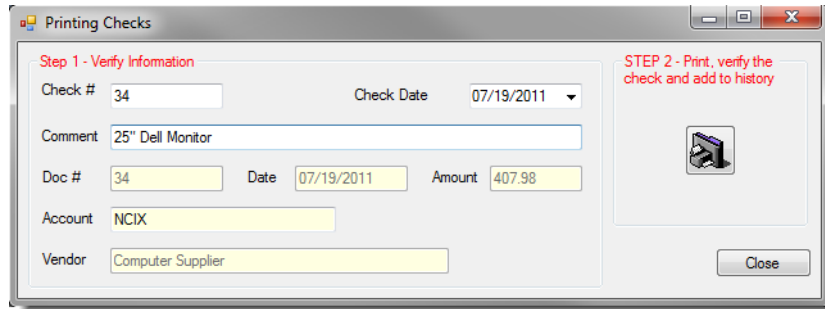 Printing Checks
Step 1 - Verify Information
Check # 34 Check Date 07/19/2011
Comment 25" Dell Monitor
Doc # 34 Date 07/19/2011 Amount 407.98
Account NCIX
Vendor Computer Supplier
STEP 2 - Print, verify the
check and add to history
Close